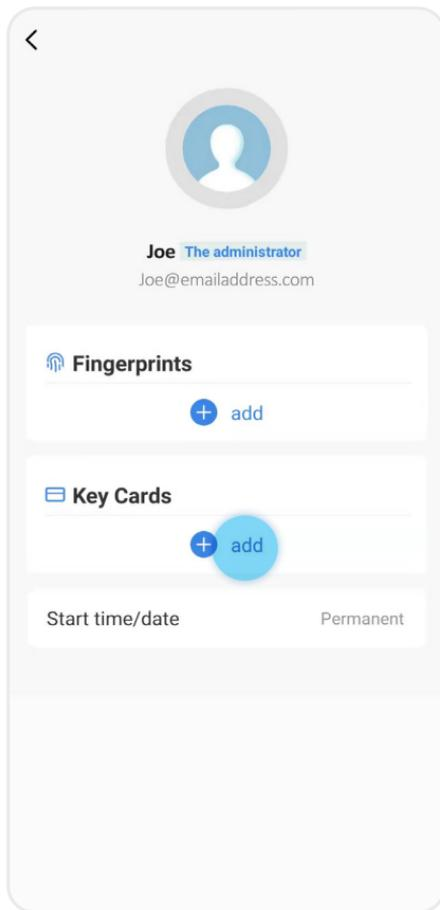 Joe The administrator
Joe@emailaddress.com
Fingerprints
add
Key Cards
add
Start time/date Permanent